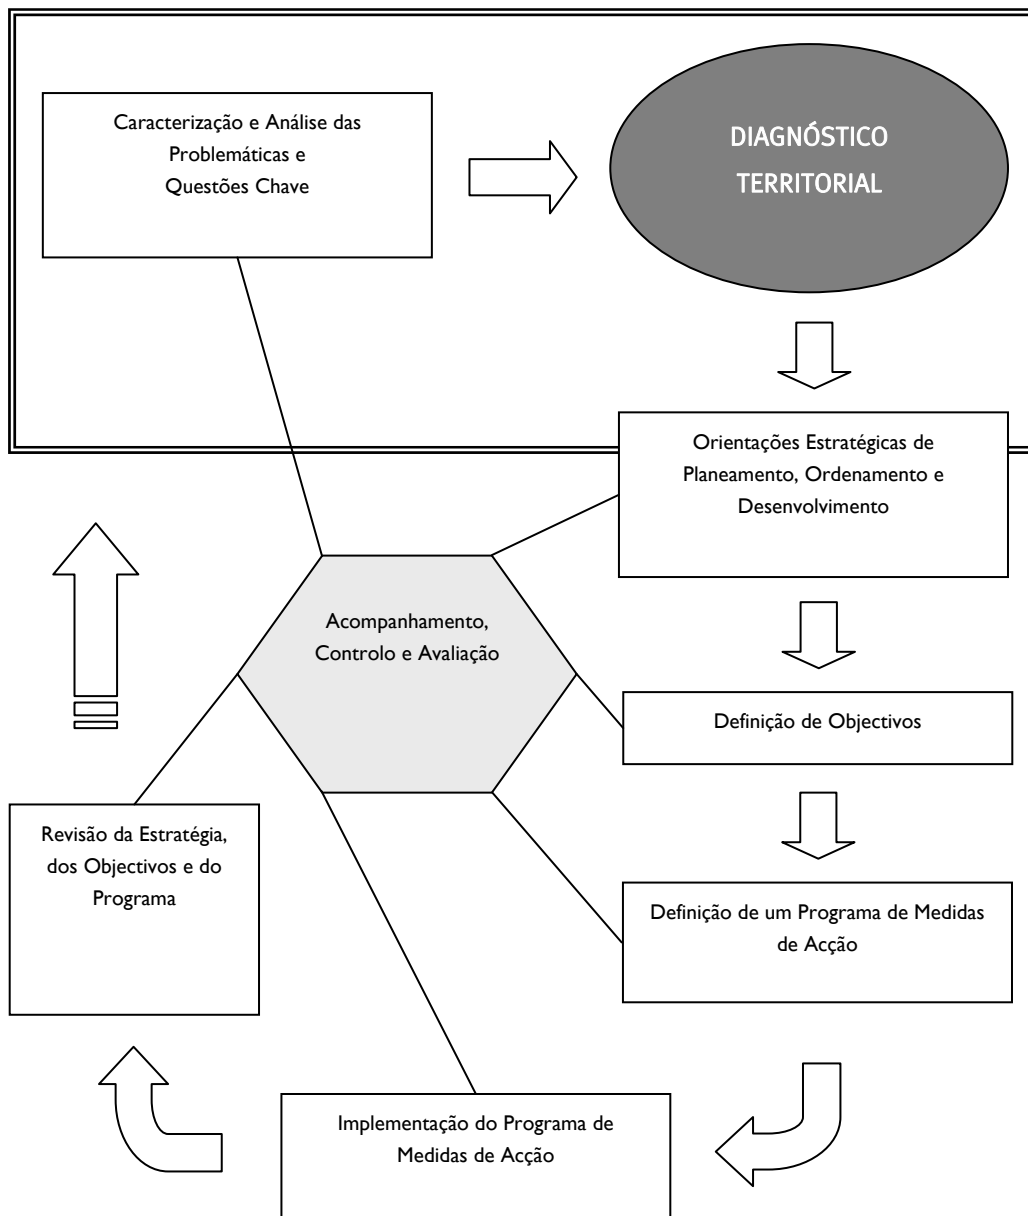 Caracterização e Análise das
Problemáticas e
Questões Chave
DIAGNÓSTICO
TERRITORIAL
Orientações Estratégicas de
Planeamento, Ordenamento e
Desenvolvimento
Acompanhamento,
Controlo e Avaliação
Definição de Objectivos
Revisão da Estratégia,
dos Objectivos e do
Programa
Definição de um Programa de Medidas
de Acção
Implementação do Programa de
Medidas de Acção